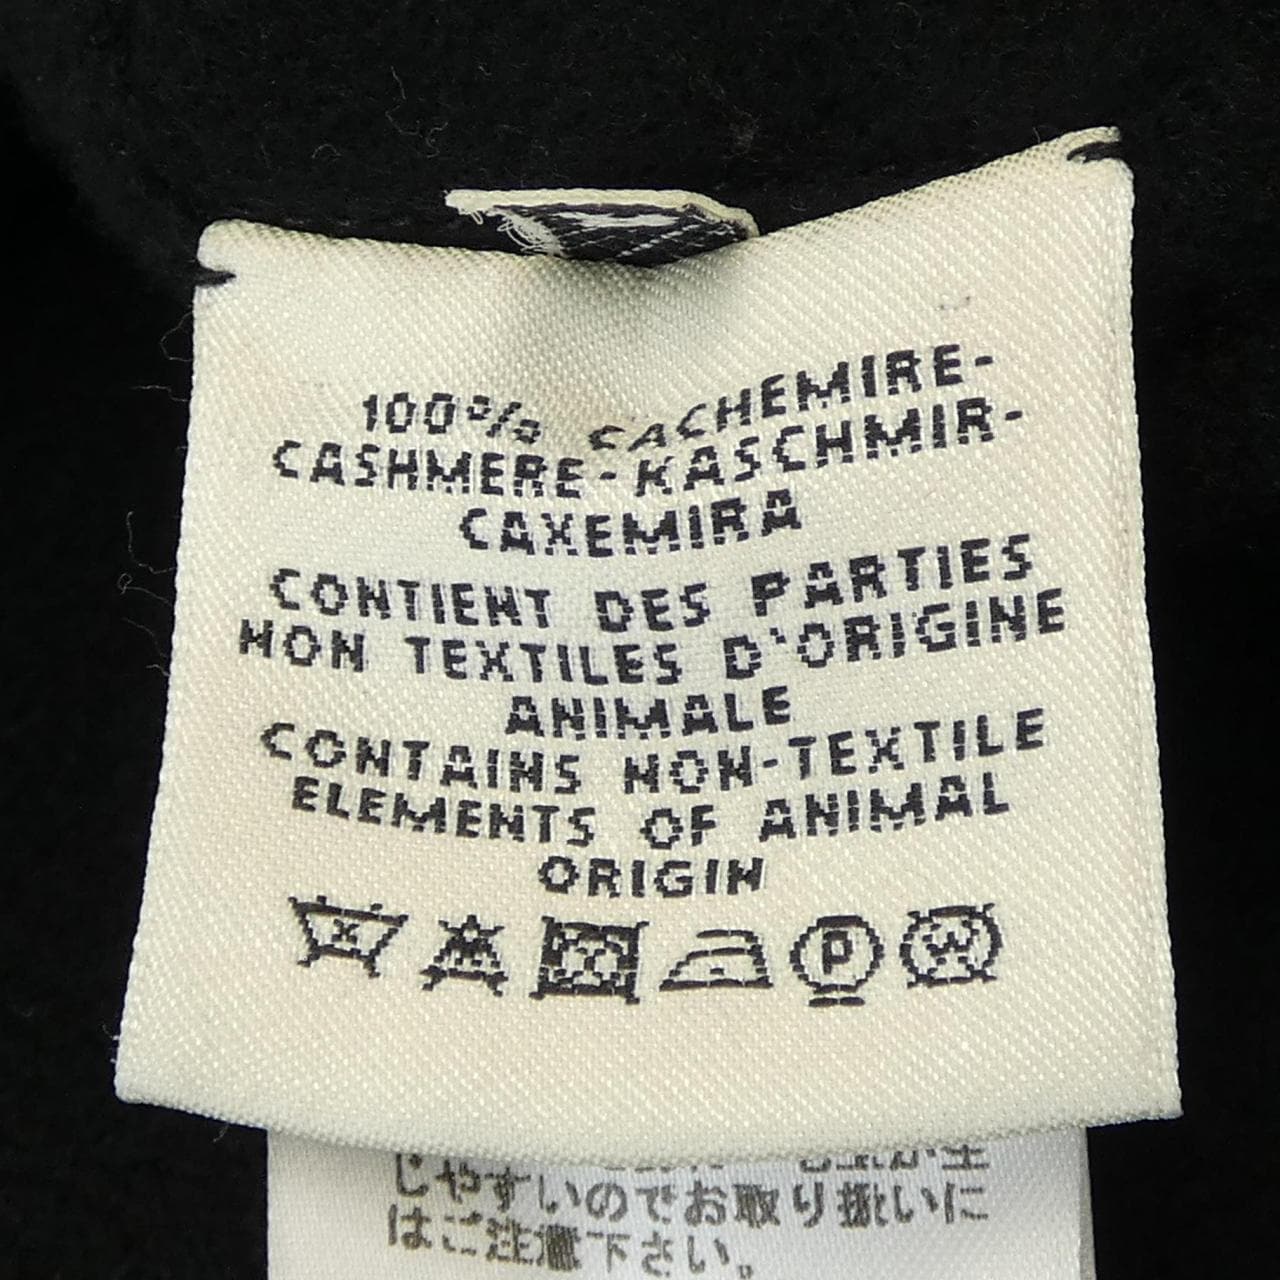 100% CACHEMIRE-
CASHMERE-KASCHMIR-
CAXEMIRA
CONTIENT DES PARTIES
NON TEXTILES D'ORIGINE
ANIMALE
CONTAINS NON-TEXTILE
ELEMENTS OF ANIMAL
ORIGIN
P W
じやすいのでお取り扱いに
はご注意下さい。